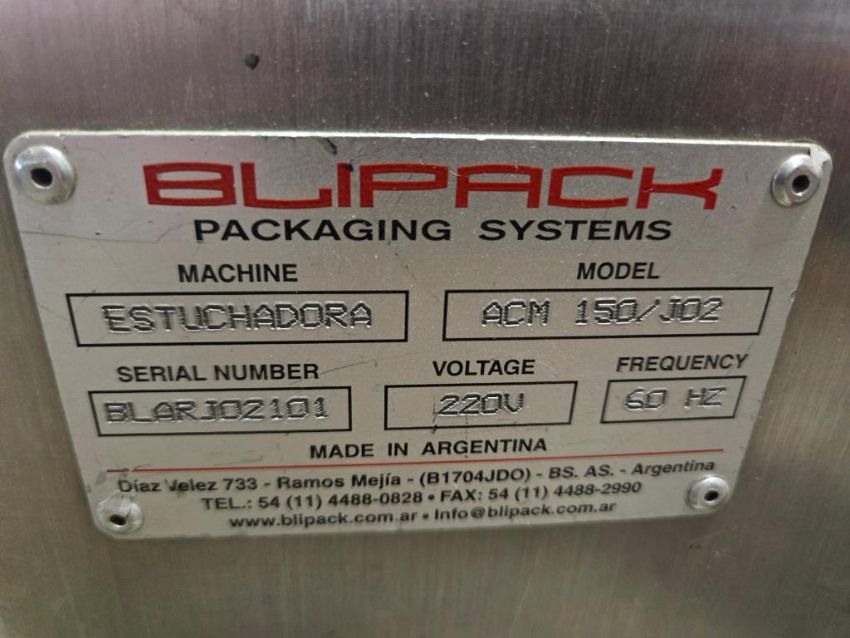 BLIPACK
PACKAGING SYSTEMS
MACHINE MODEL
ESTUCHADORA ACM 150/J02
SERIAL NUMBER VOLTAGE FREQUENCY
BLARJ02101 220V 60 HZ
MADE IN ARGENTINA
Díaz Velez 733 - Ramos Mejía - (B1704JDO) - BS. AS. - Argentina
TEL.: 54 (11) 4488-0828 • FAX: 54 (11) 4488-2990
www.blipack.com.ar • Info@blipack.com.ar